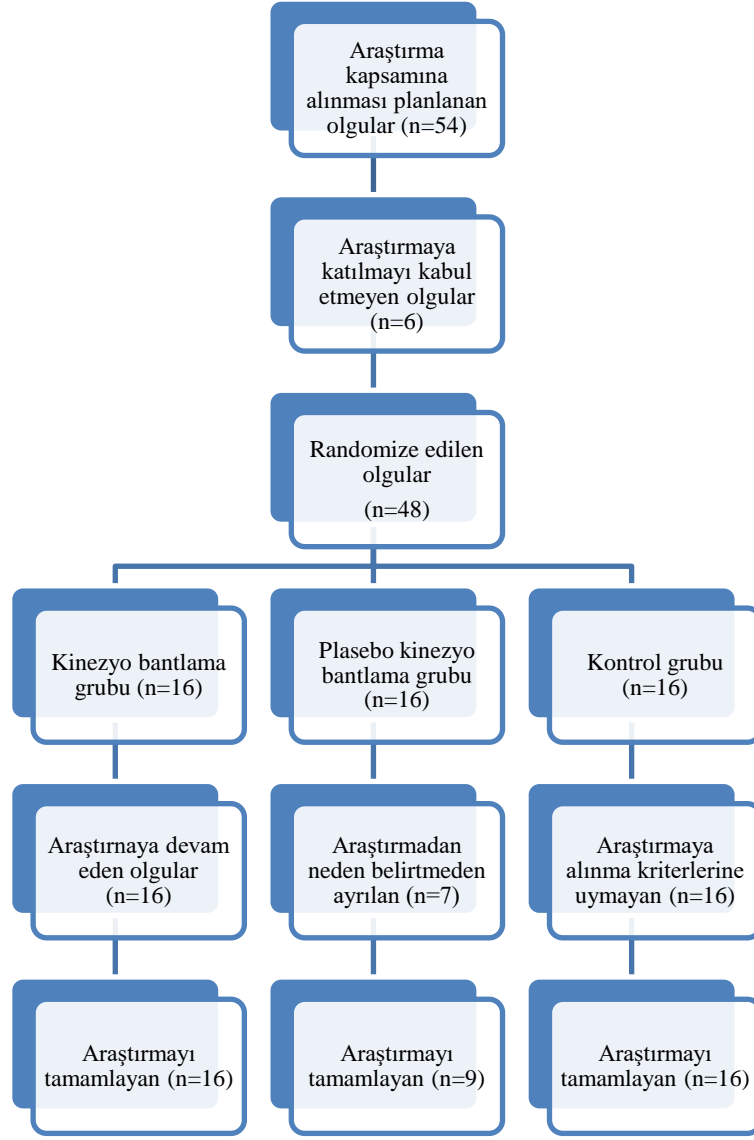 Araştırma
kapsamına
alınması planlanan
olgular (n=54)
Araştırmaya
katılmayı kabul
etmeyen olgular
(n=6)
Randomize edilen
olgular
(n=48)
Kinezyo bantlama
grubu (n=16)
Plasebo kinezyo
bantlama grubu
(n=16)
Kontrol grubu
(n=16)
Araştırnaya devam
eden olgular
(n=16)
Araştırmadan
neden belirtmeden
ayrılan (n=7)
Araştırmaya
alınma kriterlerine
uymayan (n=16)
Araştırmayı
tamamlayan (n=16)
Araştırmayı
tamamlayan (n=9)
Araştırmayı
tamamlayan (n=16)